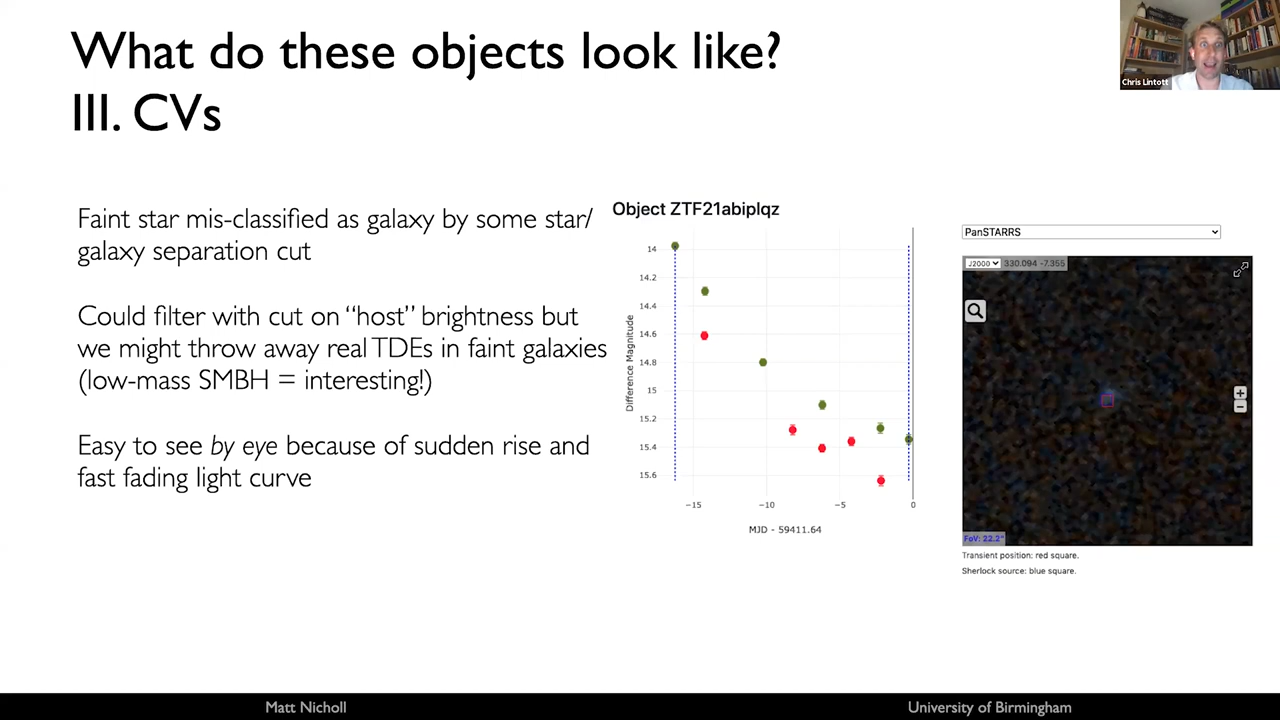 What do these objects look like?
III. CVs
Chris Lintott
Faint star mis-classified as galaxy by some star/
galaxy separation cut
Could filter with cut on “host” brightness but
we might throw away real TDEs in faint galaxies
(low-mass SMBH = interesting!)
Easy to see by eye because of sudden rise and
fast fading light curve
Object ZTF21abiplqz
Difference Magnitude
14
14.2
14.4
14.6
14.8
15
15.2
15.4
15.6
−15
−10
−5
0
MJD - 59411.64
PanSTARRS
J2000 330.094 -7.355
+
−
FoV: 22.2"
Transient position: red square.
Sherlock source: blue square.
Matt Nicholl
University of Birmingham